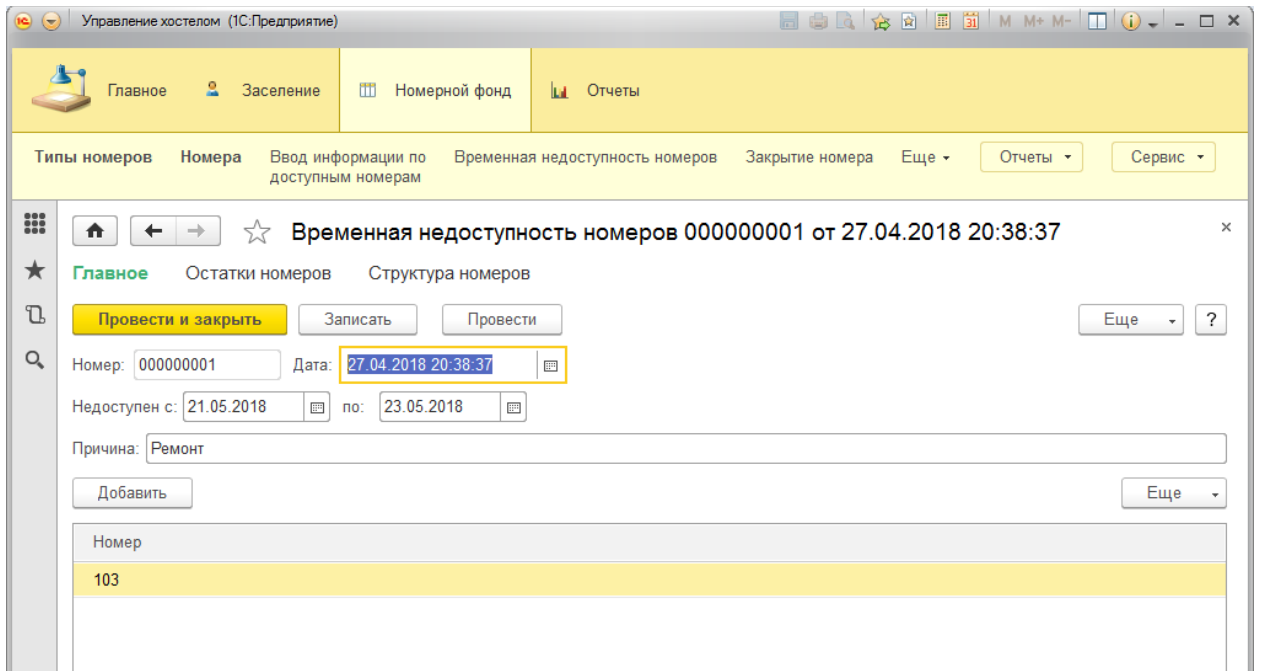 Управление хостелом (1С:Предприятие)
M M+ M-
Главное Заселение Номерной фонд Отчеты
Типы номеров Номера Ввод информации по доступным номерам Временная недоступность номеров Закрытие номера Еще Отчеты Сервис
Временная недоступность номеров 000000001 от 27.04.2018 20:38:37
Главное Остатки номеров Структура номеров
Провести и закрыть Записать Провести Еще ?
Номер: 000000001 Дата: 27.04.2018 20:38:37
Недоступен с: 21.05.2018 по: 23.05.2018
Причина: Ремонт
Добавить Еще
Номер
103